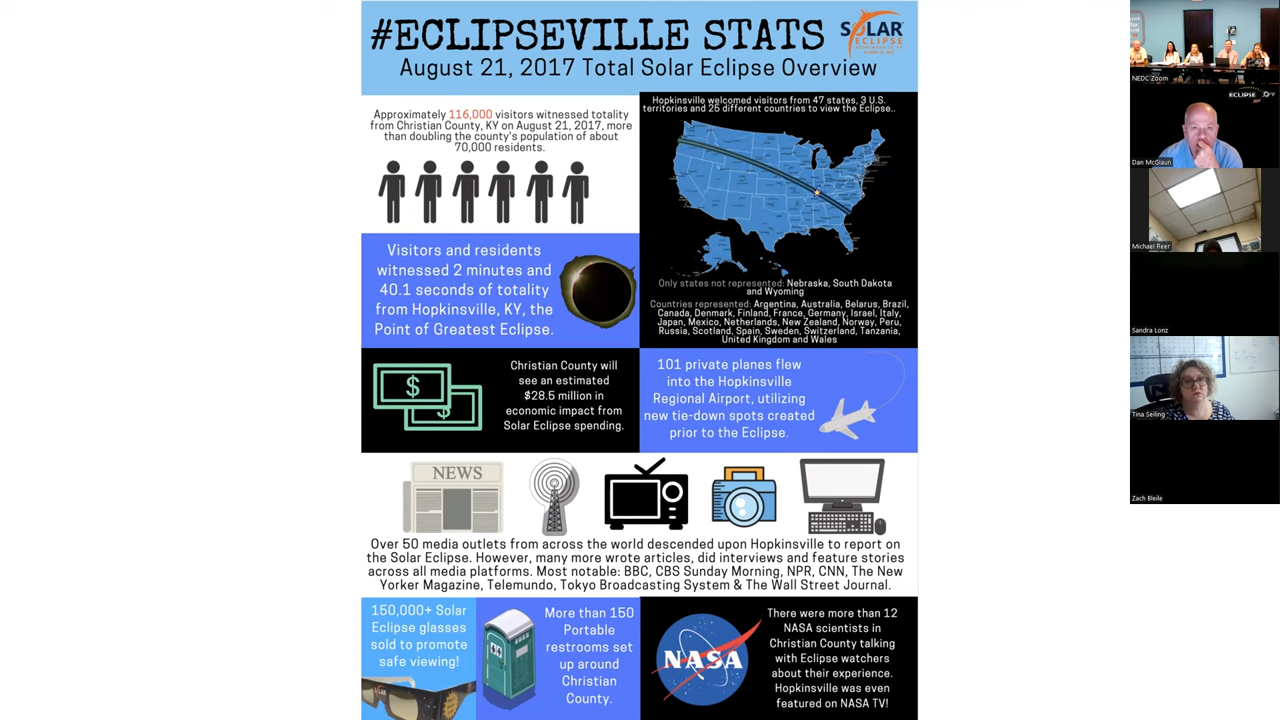 #ECLIPSEVILLE STATS
SOLAR
ECLIPSE
August 21, 2017 Total Solar Eclipse Overview
Approximately 116,000 visitors witnessed totality
from Christian County, KY on August 21, 2017, more
than doubling the county's population of about
70,000 residents.
Hopkinsville welcomed visitors from 47 states, 3 U.S.
territories and 25 different countries to view the Eclipse..
Only states not represented: Nebraska, South Dakota
and Wyoming
Countries represented: Argentina, Australia, Belarus, Brazil,
Canada, Denmark, Finland, France, Germany, Israel, Italy,
Japan, Mexico, Netherlands, New Zealand, Norway, Peru,
Russia, Scotland, Spain, Sweden, Switzerland, Tanzania,
United Kingdom and Wales
Visitors and residents
witnessed 2 minutes and
40.1 seconds of totality
from Hopkinsville, KY, the
Point of Greatest Eclipse.
$
$
Christian County will
see an estimated
$28.5 million in
economic impact from
Solar Eclipse spending.
101 private planes flew
into the Hopkinsville
Regional Airport, utilizing
new tie-down spots created
prior to the Eclipse.
NEWS
Over 50 media outlets from across the world descended upon Hopkinsville to report on
the Solar Eclipse. However, many more wrote articles, did interviews and feature stories
across all media platforms. Most notable: BBC, CBS Sunday Morning, NPR, CNN, The New
Yorker Magazine, Telemundo, Tokyo Broadcasting System & The Wall Street Journal.
150,000+ Solar
Eclipse glasses
sold to promote
safe viewing!
More than 150
Portable
restrooms set
up around
Christian
County.
NASA
There were more than 12
NASA scientists in
Christian County talking
with Eclipse watchers
about their experience.
Hopkinsville was even
featured on NASA TV!
NEDC Zoom
ECLIPSE
Dan McGlaun
Michael Reer
Sandra Lonz
Tina Seiling
Zach Bleile